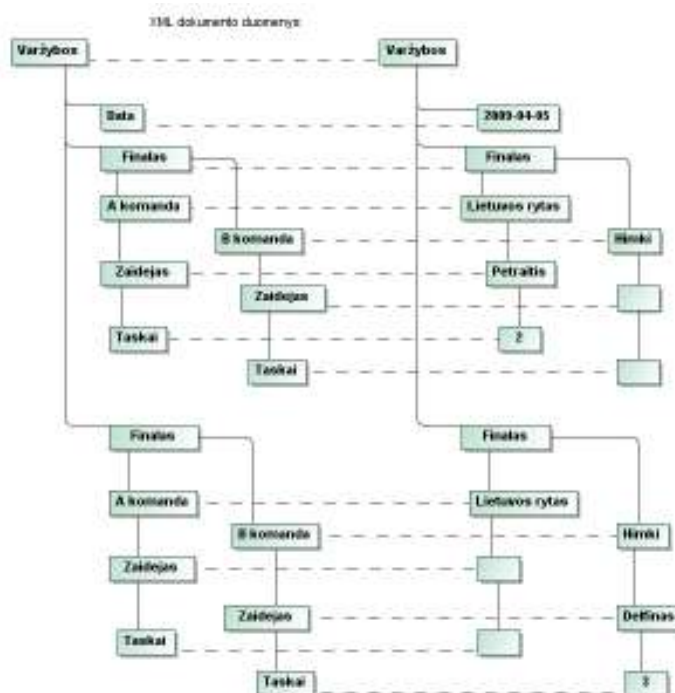 XML dokumento duomenys
Varžybos Varžybos
Data 2009-04-05
Finalas Finalas
A komanda Lietuvos rytas
B komanda Himki
Zaidejas Petraitis
Zaidejas
Taskai 2
Taskai
Finalas Finalas
A komanda Lietuvos rytas
B komanda Himki
Zaidejas
Zaidejas Delfinas
Taskai
Taskai 3